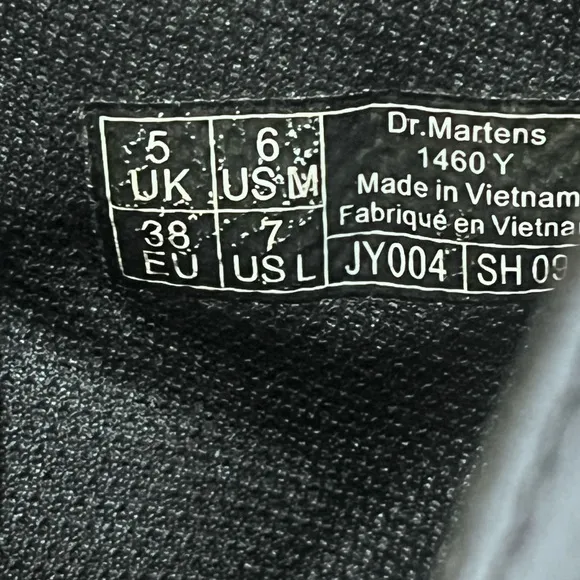 5
UK
6
US M
38
EU
7
US L
Dr.Martens
1460 Y
Made in Vietnam
Fabriqué en Vietna
JY004
SH 09